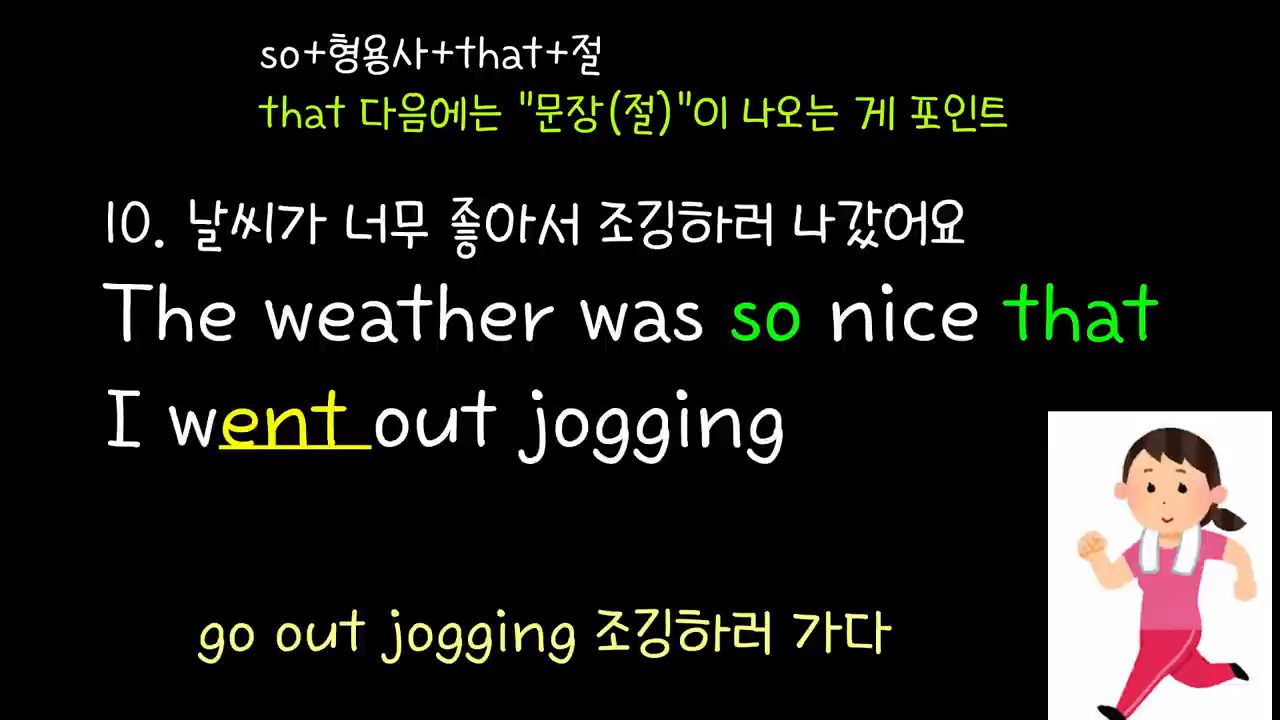 so+형용사+that+절
that 다음에는 "문장(절)"이 나오는 게 포인트
10. 날씨가 너무 좋아서 조깅하러 나갔어요
The weather was so nice that
I went out jogging
go out jogging 조깅하러 가다